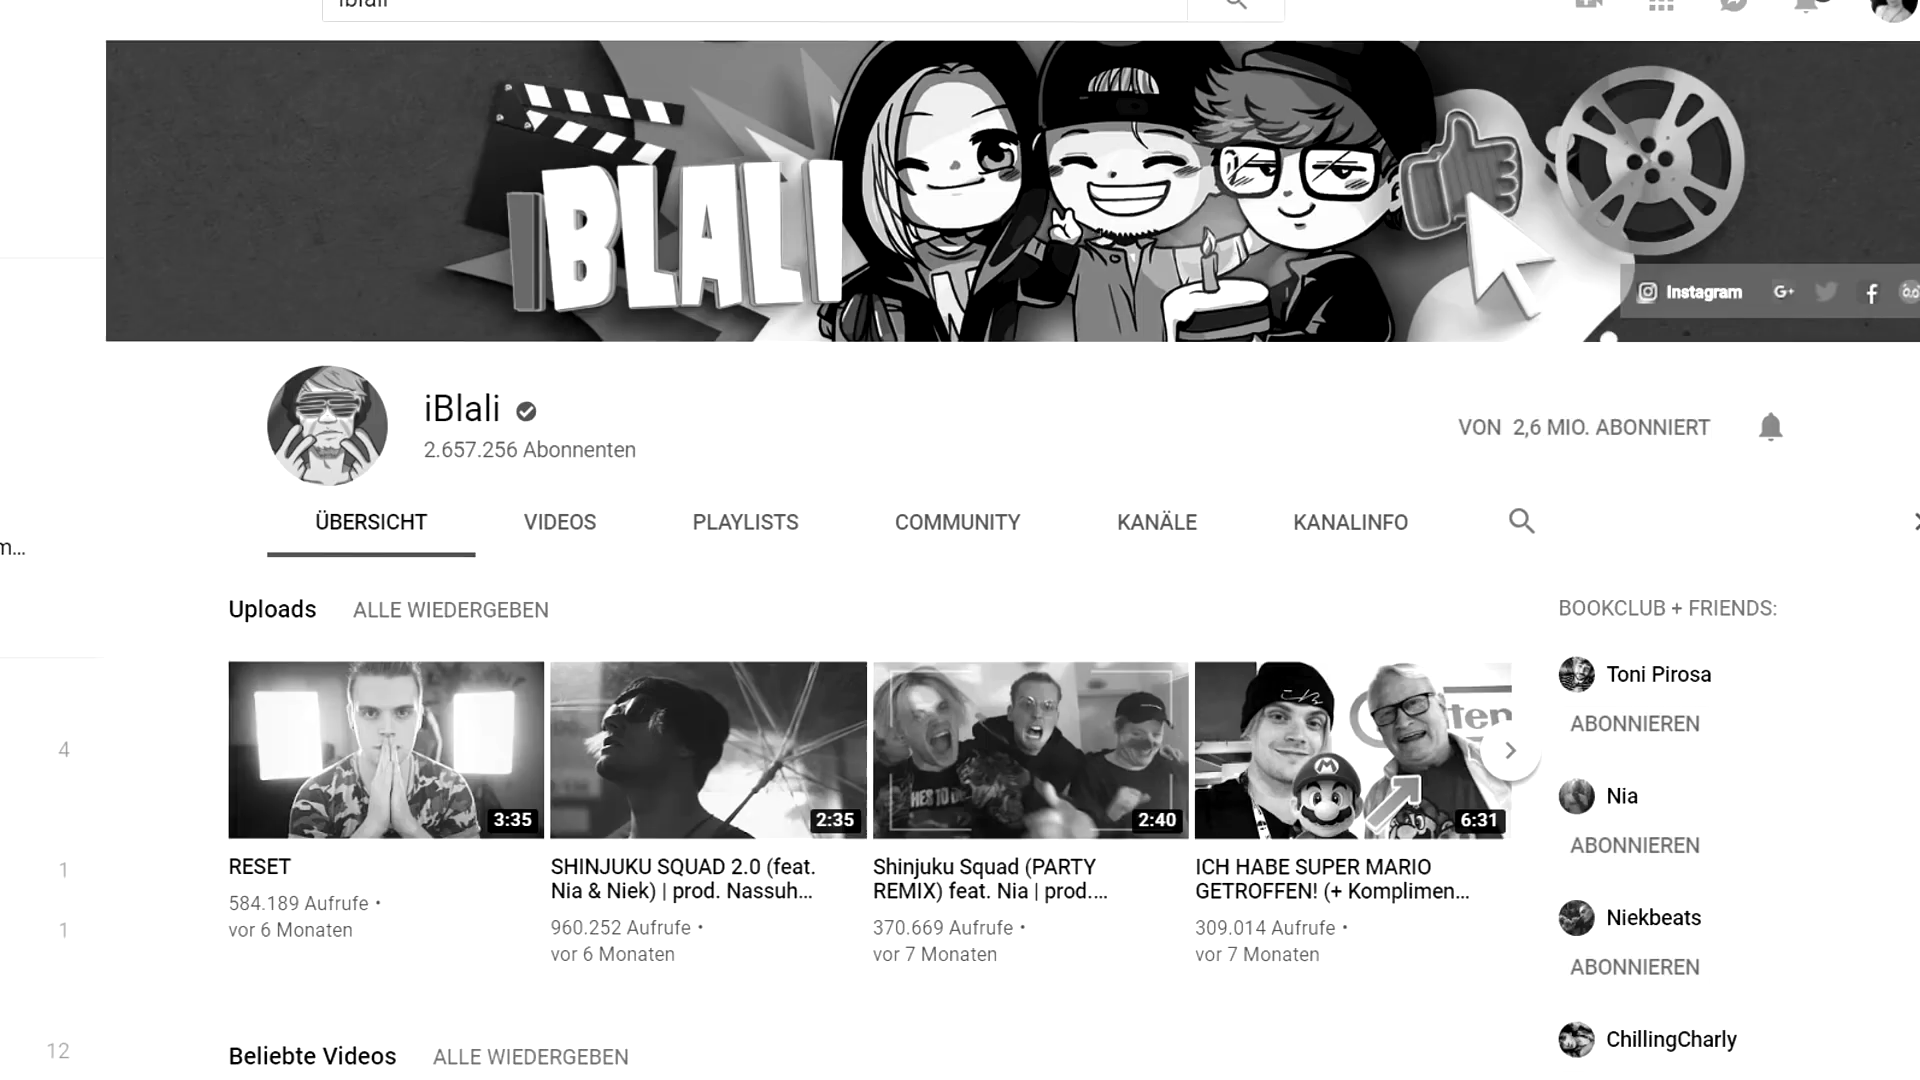 iblali
iBLALI
Instagram
G+
iBlali
2.657.256 Abonnenten
VON 2,6 MIO. ABONNIERT
ÜBERSICHT VIDEOS PLAYLISTS COMMUNITY KANÄLE KANALINFO
m...
Uploads ALLE WIEDERGEBEN
BOOKCLUB + FRIENDS:
Toni Pirosa
ABONNIEREN
4
Nia
ABONNIEREN
3:35
2:35
HES TO
2:40
6:31
RESET
584.189 Aufrufe •
vor 6 Monaten
SHINJUKU SQUAD 2.0 (feat.
Nia & Niek) | prod. Nassuh...
960.252 Aufrufe •
vor 6 Monaten
Shinjuku Squad (PARTY
REMIX) feat. Nia | prod....
370.669 Aufrufe •
vor 7 Monaten
ICH HABE SUPER MARIO
GETROFFEN! (+ Komplimen...
309.014 Aufrufe •
vor 7 Monaten
1
1
Niekbeats
ABONNIEREN
ChillingCharly
12
Beliebte Videos ALLE WIEDERGEBEN